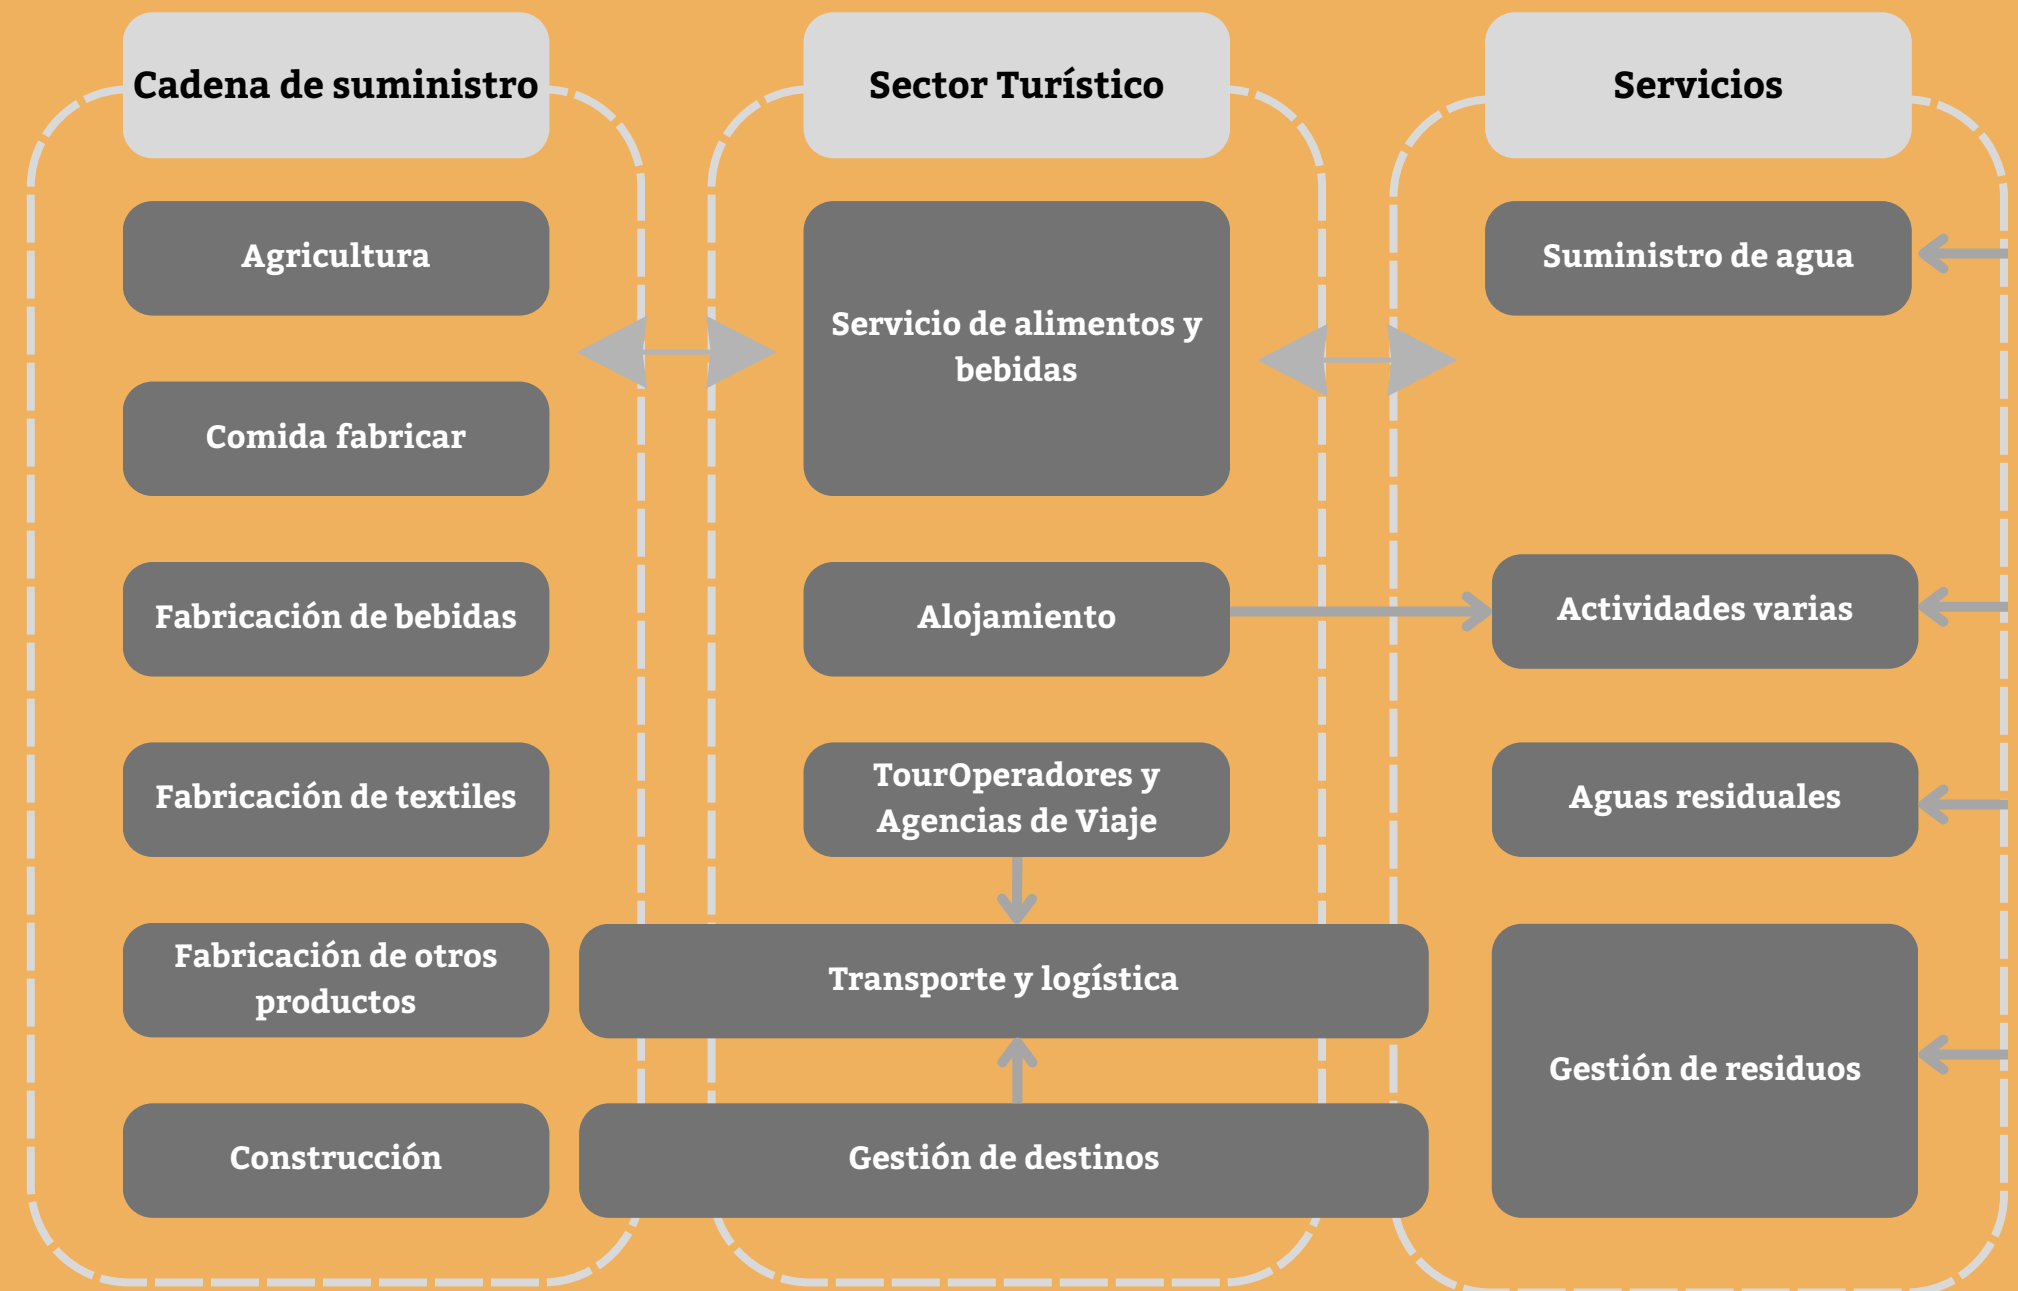 Cadena de suministro
Agricultura
Comida fabricar
Fabricación de bebidas
Fabricación de textiles
Fabricación de otros
productos
Construcción
Sector Turístico
Servicio de alimentos y
bebidas
Alojamiento
TourOperadores y
Agencias de Viaje
Transporte y logística
Gestión de destinos
Servicios
Suministro de agua
Actividades varias
Aguas residuales
Gestión de residuos